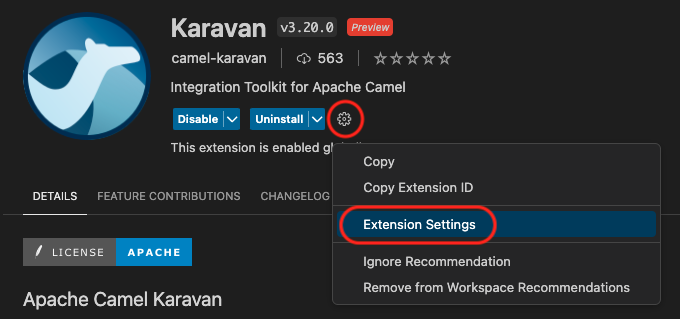 Karavan v3.20.0 Preview
camel-karavan 563
Integration Toolkit for Apache Camel
Disable Uninstall
This extension is enabled
Copy
Copy Extension ID
Extension Settings
Ignore Recommendation
Remove from Workspace Recommendations
DETAILS FEATURE CONTRIBUTIONS CHANGELOG
LICENSE APACHE
Apache Camel Karavan